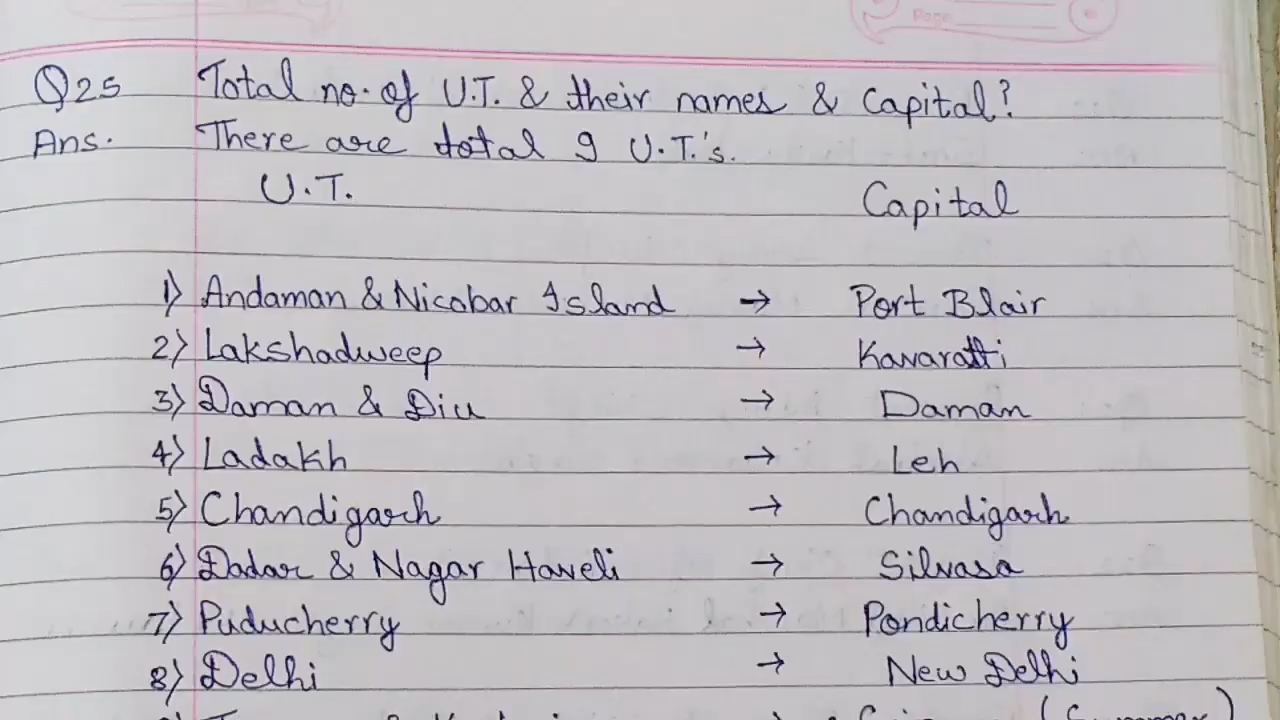 Page
Q25 Total no. of U.T. & their names & Capital?
Ans. There are total 9 U.T.'s.
U.T. Capital
1) Andaman & Nicobar Island → Port Blair
2) Lakshadweep → Kavaratti
3) Daman & Diu → Daman
4) Ladakh → Leh
5) Chandigarh → Chandigarh
6) Dadar & Nagar Haveli → Silvasa
7) Puducherry → Pondicherry
8) Delhi → New Delhi
(Summer)